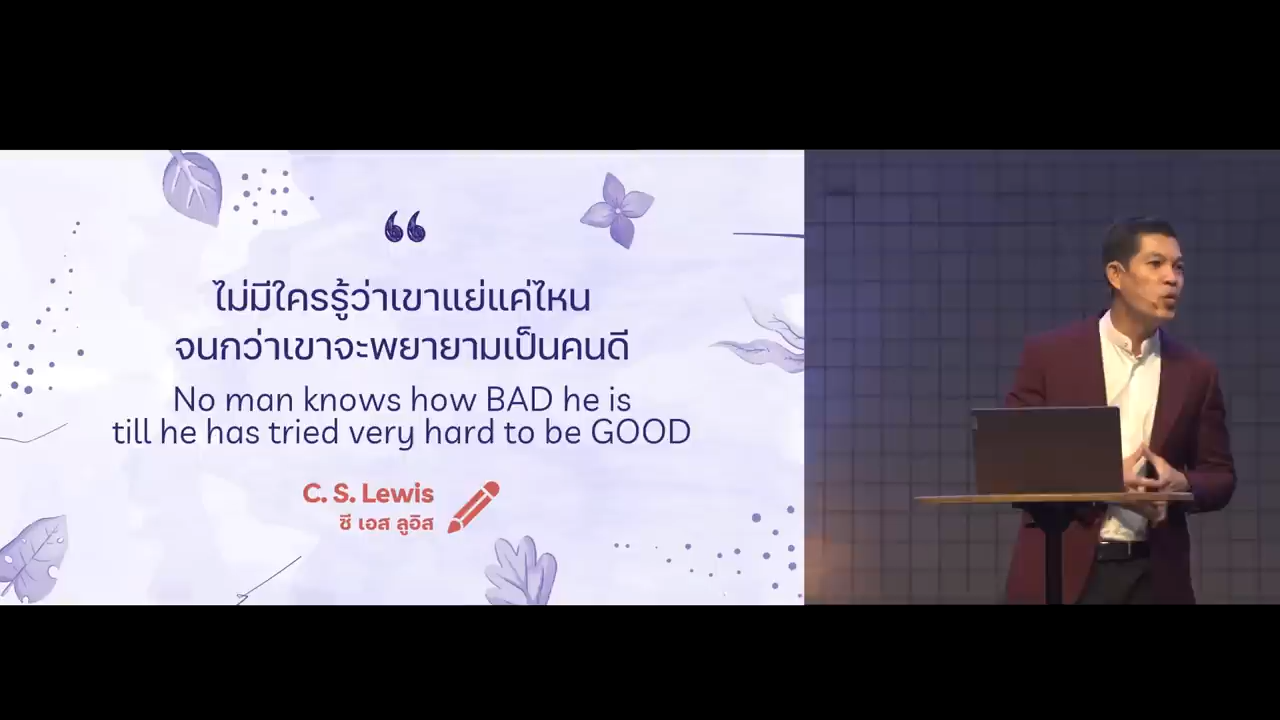 ❝
ไม่มีใครรู้ว่าเขาแย่แค่ไหน
จนกว่าเขาจะพยายามเป็นคนดี
No man knows how BAD he is
till he has tried very hard to be GOOD
C. S. Lewis
ซี เอส ลูอิส